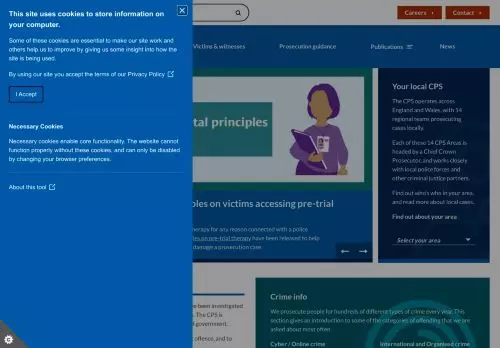 This site uses cookies to store information on
your computer.
Some of these cookies are essential to make our site work and
others help us to improve by giving us some insight into how the
site is being used.
By using our site you accept the terms of our Privacy Policy
I Accept
Necessary Cookies
Necessary cookies enable core functionality. The website cannot
function properly without these cookies, and can only be disabled
by changing your browser preferences.
About this tool
Careers
Contact
Victims & witnesses
Prosecution guidance
Publications
News
tal principles
les on victims accessing pre-trial
herapy for any reason connected with a police
les on pre-trial therapy have been released to help
damage a prosecution case
Your local CPS
The CPS operates across
England and Wales, with 14
regional teams prosecuting
cases locally.
Each of these 14 CPS Areas is
headed by a Chief Crown
Prosecutor, and works closely
with local police forces and
other criminal justice partners.
Find out who's who in your area,
and read more about local cases.
Find out about your area
Select your area
e been investigated
. The CPS is
d government.
offence, and to
Crime info
We prosecute people for hundreds of different types of crime every year. This
section gives an introduction to some of the categories of offending that we are
asked about most often.
Cyber / Online crime
International and Organised crime